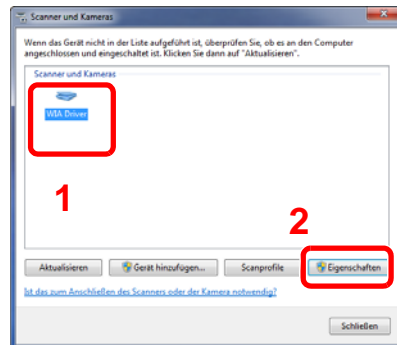 Scanner und Kameras
Wenn das Gerät nicht in der Liste aufgeführt ist, überprüfen Sie, ob es an den Computer
angeschlossen und eingeschaltet ist. Klicken Sie dann auf "Aktualisieren".
Scanner und Kameras
WIA Driver
1
2
Aktualisieren Gerät hinzufügen... Scanprofile Eigenschaften
Ist das zum Anschließen des Scanners oder der Kamera notwendig?
Schließen